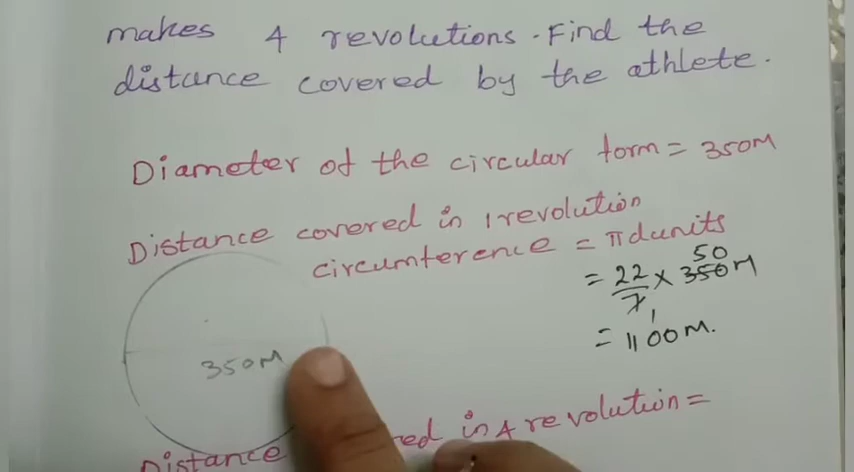 makes 4 revolutions. Find the
distance covered by the athlete.
Diameter of the circular form = 350M
Distance covered in 1 revolution
circumference = πd units
= 22/7 × 350M
50
1
= 1100M.
350M
Distance red in 4 revolution =